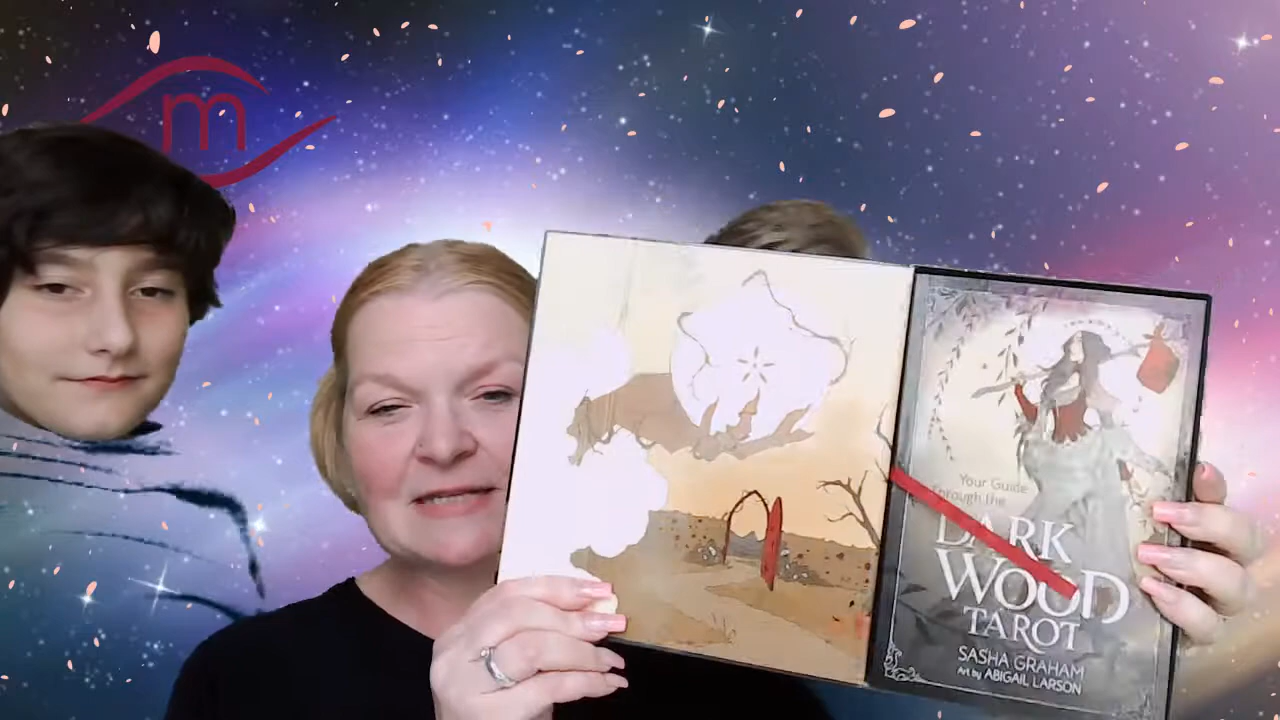 m
Your Guide
Through the
DARK
WOOD
TAROT
SASHA GRAHAM
Art by ABIGAIL LARSON